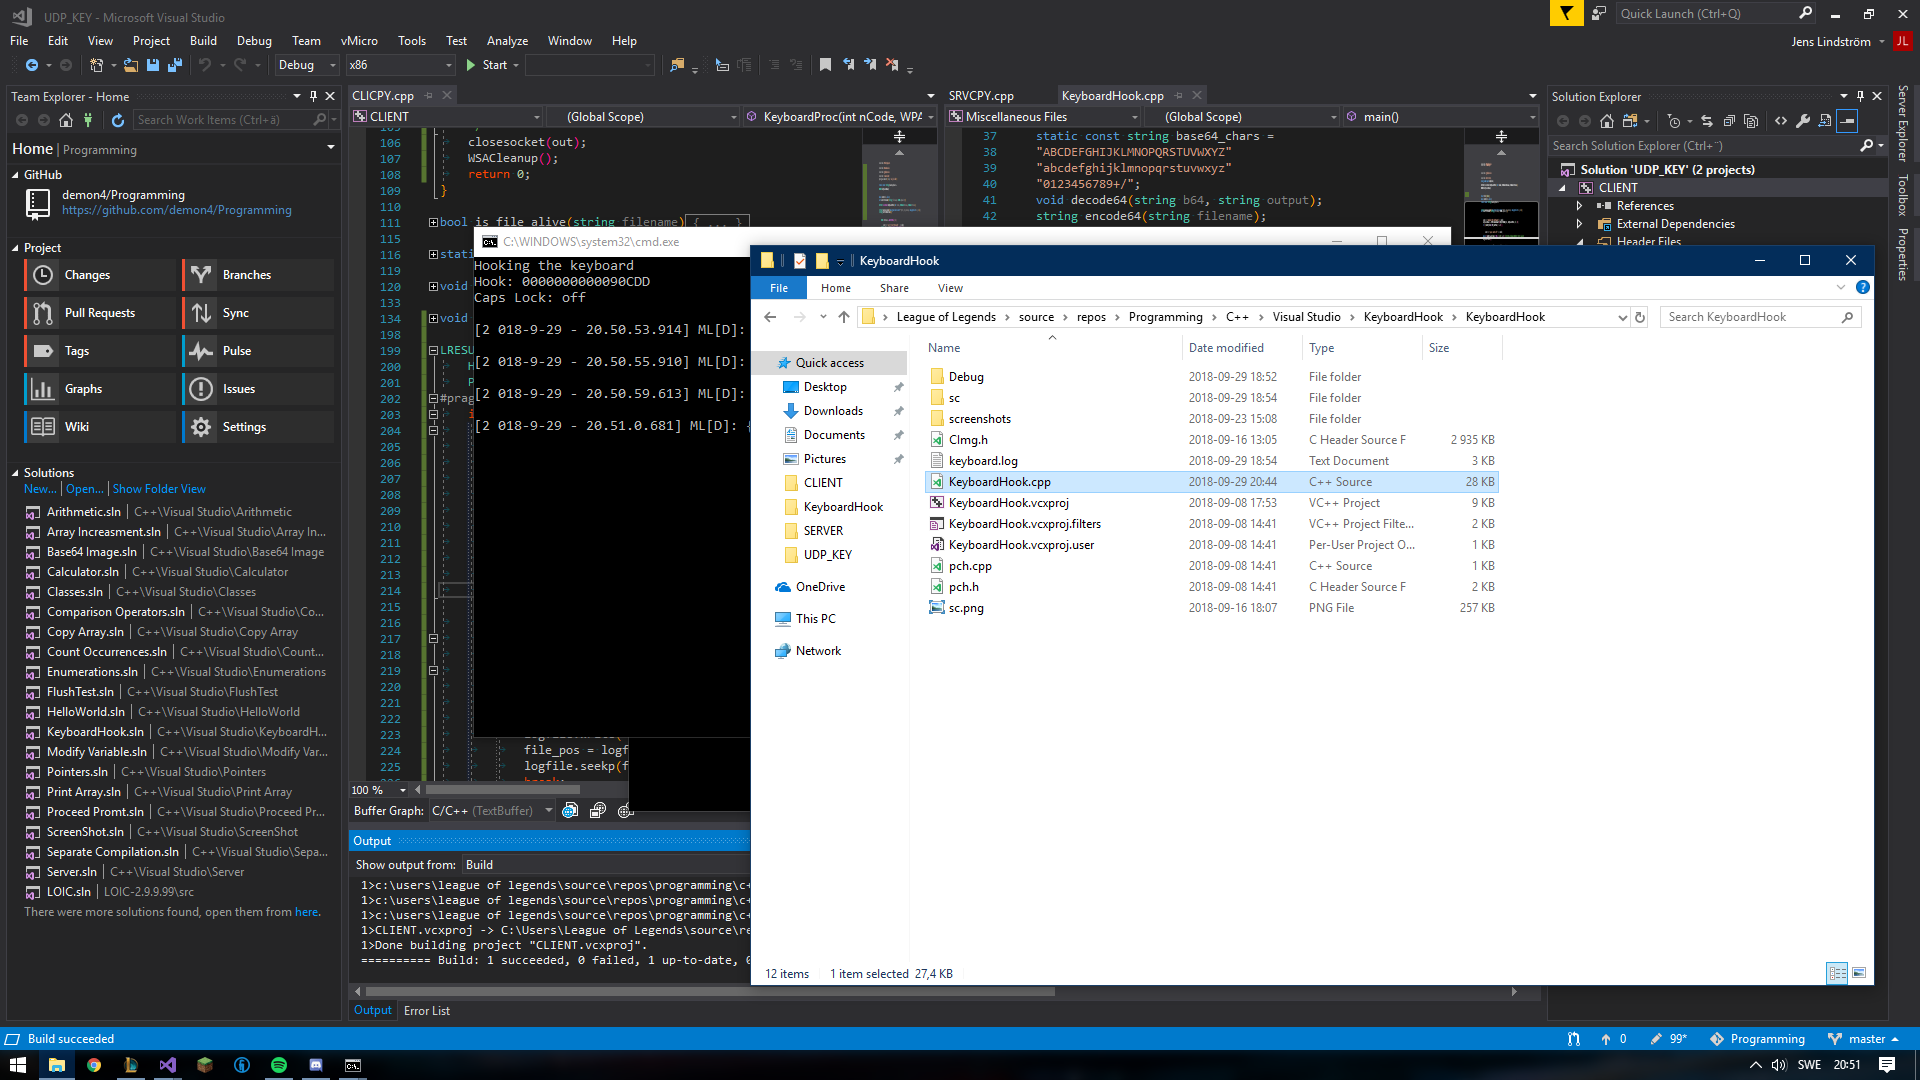 UDP_KEY - Microsoft Visual Studio
Quick Launch (Ctrl+Q)
File Edit View Project Build Debug Team vMicro Tools Test Analyze Window Help
Jens Lindström JL
Debug x86 Start
Team Explorer - Home
Search Work Items (Ctrl+ä)
Home | Programming
GitHub
demon4/Programming
https://github.com/demon4/Programming
Project
Changes Branches
Pull Requests Sync
Tags Pulse
Graphs Issues
Wiki Settings
Solutions
New... | Open... | Show Folder View
Arithmetic.sln | C++\Visual Studio\Arithmetic
Array Increasment.sln | C++\Visual Studio\Array In...
Base64 Image.sln | C++\Visual Studio\Base64 Image
Calculator.sln | C++\Visual Studio\Calculator
Classes.sln | C++\Visual Studio\Classes
Comparison Operators.sln | C++\Visual Studio\Co...
Copy Array.sln | C++\Visual Studio\Copy Array
Count Occurrences.sln | C++\Visual Studio\Count...
Enumerations.sln | C++\Visual Studio\Enumerations
FlushTest.sln | C++\Visual Studio\FlushTest
HelloWorld.sln | C++\Visual Studio\HelloWorld
KeyboardHook.sln | C++\Visual Studio\KeyboardH...
Modify Variable.sln | C++\Visual Studio\Modify Var...
Pointers.sln | C++\Visual Studio\Pointers
Print Array.sln | C++\Visual Studio\Print Array
Proceed Promt.sln | C++\Visual Studio\Proceed Pr...
ScreenShot.sln | C++\Visual Studio\ScreenShot
Separate Compilation.sln | C++\Visual Studio\Sepa...
Server.sln | C++\Visual Studio\Server
LOIC.sln | LOIC-2.9.9.99\src
There were more solutions found, open them from here.
CLICPY.cpp
CLIENT (Global Scope) KeyboardProc(int nCode, WPA
106 closesocket(out);
107 WSACleanup();
108 return 0;
109 }
110
111 bool is_file_alive(string filename){ ... }
115
116 stati
119
120 void
133
134 void
198
199 LRESU
200 H
201 P
202 #prag
203 i
204
205
206
207
208
209
210
211
212
213
214
215
216
217
218
219
220
221
222
223
224 file_pos = logf
225 logfile.seekp(f
break;
100 %
Buffer Graph: C/C++ (TextBuffer)
Output
Show output from: Build
1>c:\users\league of legends\source\repos\programming\c+
1>c:\users\league of legends\source\repos\programming\c+
1>c:\users\league of legends\source\repos\programming\c+
1>CLIENT.vcxproj -> C:\Users\League of Legends\source\re
1>Done building project "CLIENT.vcxproj".
========== Build: 1 succeeded, 0 failed, 1 up-to-date, 0
Output Error List
SRVCPY.cpp KeyboardHook.cpp
Miscellaneous Files (Global Scope) main()
37 static const string base64_chars =
38 "ABCDEFGHIJKLMNOPQRSTUVWXYZ"
39 "abcdefghijklmnopqrstuvwxyz"
40 "0123456789+/";
41 void decode64(string b64, string output);
42 string encode64(string filename);
Solution Explorer
Search Solution Explorer (Ctrl+¨)
Solution 'UDP_KEY' (2 projects)
CLIENT
References
External Dependencies
Header Files
Server Explorer
Toolbox
Properties
C:\WINDOWS\system32\cmd.exe
Hooking the keyboard
Hook: 0000000000090CDD
Caps Lock: off
[2 018-9-29 - 20.50.53.914] ML[D]:
[2 018-9-29 - 20.50.55.910] ML[D]:
[2 018-9-29 - 20.50.59.613] ML[D]:
[2 018-9-29 - 20.51.0.681] ML[D]: {
KeyboardHook
File Home Share View
League of Legends > source > repos > Programming > C++ > Visual Studio > KeyboardHook > KeyboardHook
Search KeyboardHook
Quick access
Desktop
Downloads
Documents
Pictures
CLIENT
KeyboardHook
SERVER
UDP_KEY
OneDrive
This PC
Network
Name Date modified Type Size
Debug 2018-09-29 18:52 File folder
sc 2018-09-29 18:54 File folder
screenshots 2018-09-23 15:08 File folder
CImg.h 2018-09-16 13:05 C Header Source F 2 935 KB
keyboard.log 2018-09-29 18:54 Text Document 3 KB
KeyboardHook.cpp 2018-09-29 20:44 C++ Source 28 KB
KeyboardHook.vcxproj 2018-09-08 17:53 VC++ Project 9 KB
KeyboardHook.vcxproj.filters 2018-09-08 14:41 VC++ Project Filte... 2 KB
KeyboardHook.vcxproj.user 2018-09-08 14:41 Per-User Project O... 1 KB
pch.cpp 2018-09-08 14:41 C++ Source 1 KB
pch.h 2018-09-08 14:41 C Header Source F 2 KB
sc.png 2018-09-16 18:07 PNG File 257 KB
12 items 1 item selected 27,4 KB
Build succeeded
0 99* Programming master
SWE 20:51